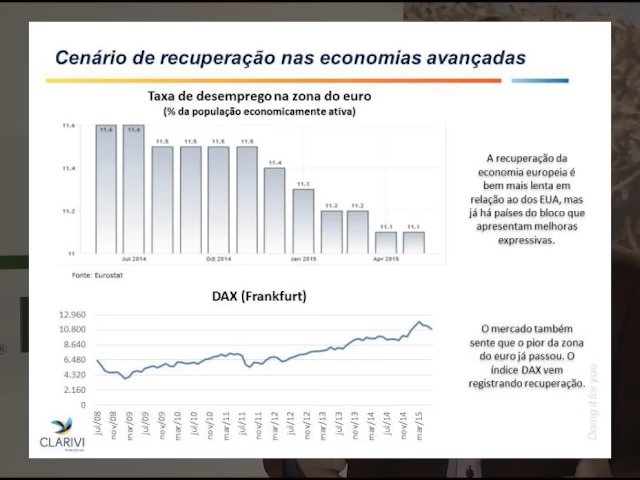 Cenário de recuperação nas economias avançadas
Taxa de desemprego na zona do euro
(% da população economicamente ativa)
11.6
11.4
11.2
11
11.6 11.6 11.5 11.5 11.5 11.5 11.4 11.3 11.2 11.2 11.1 11.1
Jul 2014 Oct 2014 Jan 2015 Apr 2015
Fonte: Eurostat
A recuperação da
economia europeia é
bem mais lenta em
relação ao dos EUA, mas
já há países do bloco que
apresentam melhoras
expressivas.
DAX (Frankfurt)
12.960
10.800
8.640
6.480
4.320
2.160
0
jul/08 nov/08 mar/09 jul/09 nov/09 mar/10 jul/10 nov/10 mar/11 jul/11 nov/11 mar/12 jul/12 nov/12 mar/13 jul/13 nov/13 mar/14 jul/14 nov/14 mar/15
O mercado também
sente que o pior da zona
do euro já passou. O
índice DAX vem
registrando recuperação.
CLARIVI
Doing it for you
®